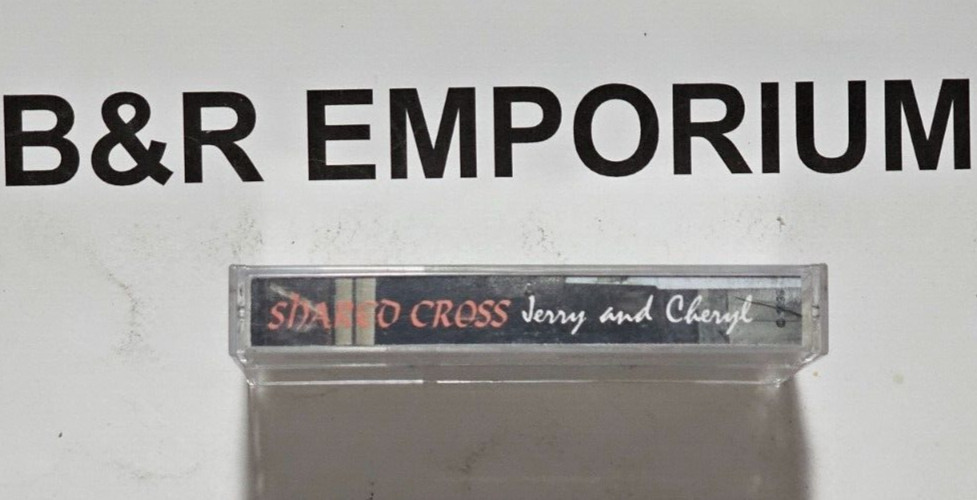 B&R EMPORIUM
SHARED CROSS Jerry and Cheryl